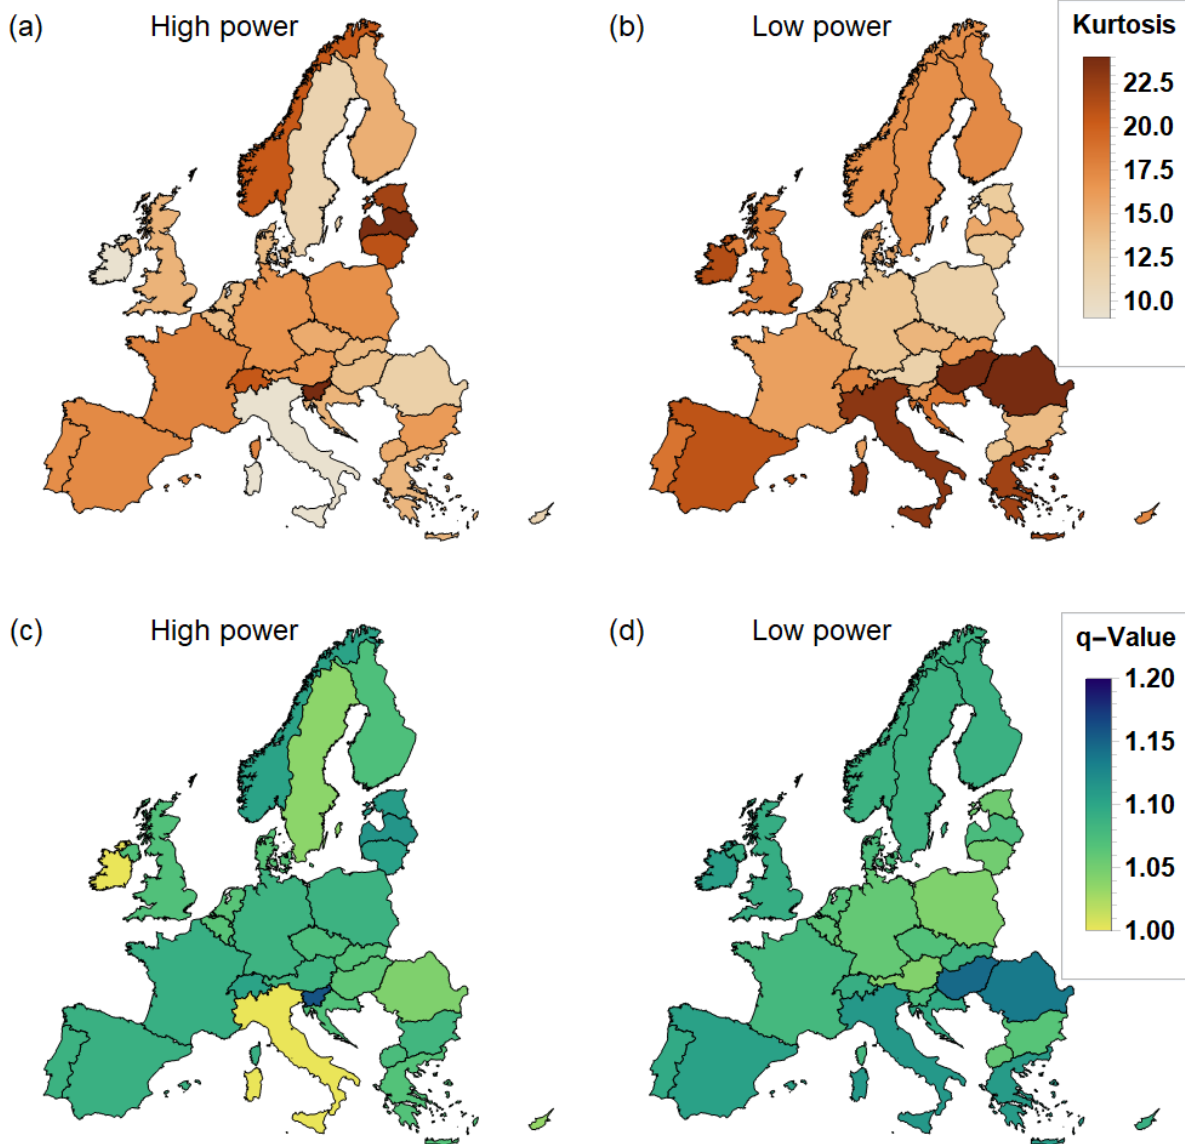 (a) High power
(b) Low power
Kurtosis
22.5
20.0
17.5
15.0
12.5
10.0
(c) High power
(d) Low power
q−Value
1.20
1.15
1.10
1.05
1.00